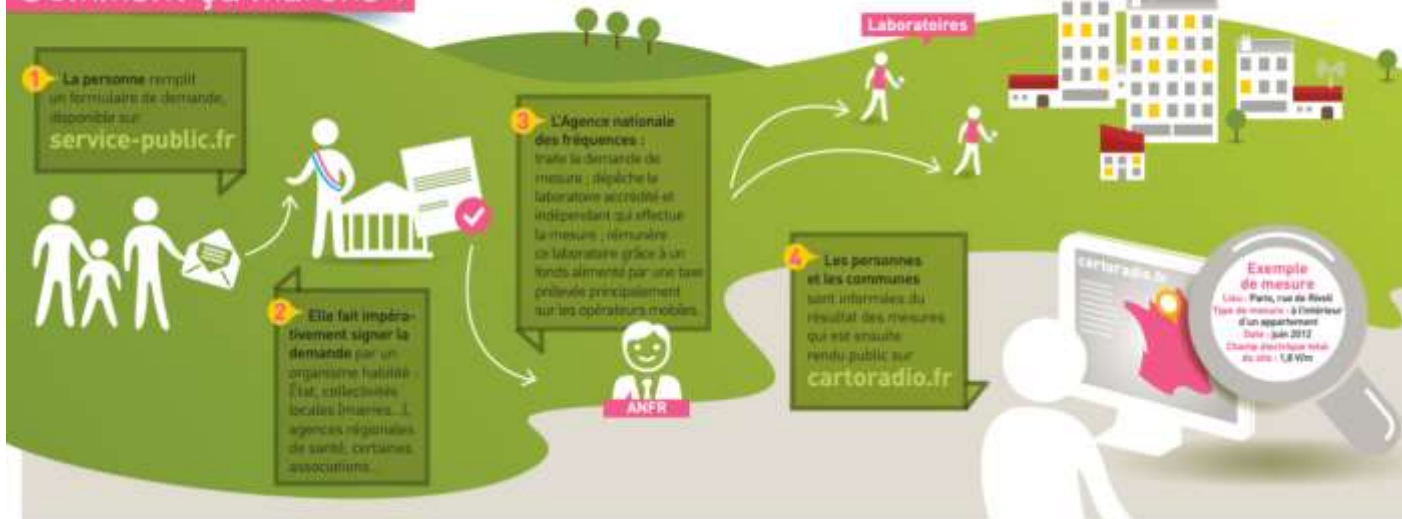 Comment ça marche ?
1 La personne remplit
un formulaire de demande,
disponible sur
service-public.fr
2 Elle fait impéra-
tivement signer la
demande par un
organisme habilité :
État, collectivités
locales (mairies...),
agences régionales
de santé, certaines
associations...
3 L'Agence nationale
des fréquences :
traite la demande de
mesure ; dépêche le
laboratoire accrédité et
indépendant qui effectue
la mesure ; rémunère
ce laboratoire grâce à un
fonds alimenté par une taxe
prélevée principalement
sur les opérateurs mobiles.
ANFR
Laboratoires
4 Les personnes
et les communes
sont informées du
résultat des mesures
qui est ensuite
rendu public sur
cartoradio.fr
cartoradio.fr
Exemple
de mesure
Lieu : Paris, rue de Rivoli
Type de mesure : à l'intérieur
d'un appartement
Date : juin 2012
Champ électrique total
du site : 1,8 V/m